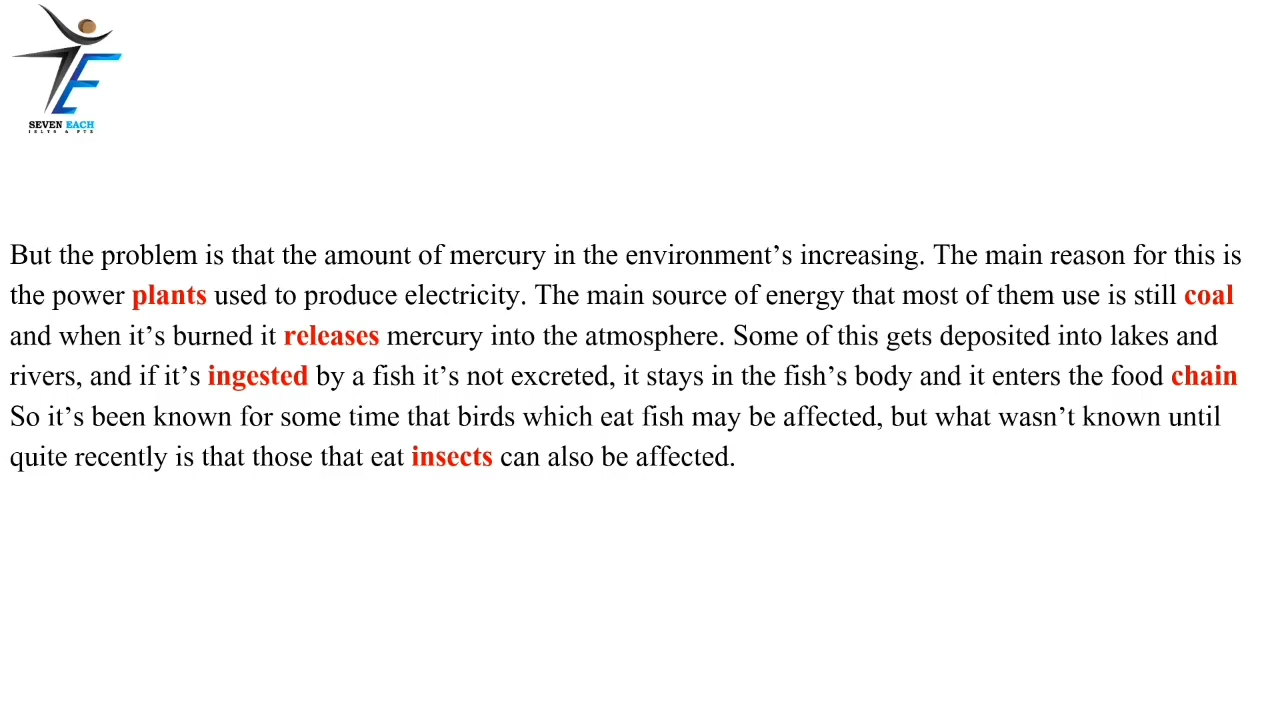 SEVEN EACH
IELTS & PTE
But the problem is that the amount of mercury in the environment’s increasing. The main reason for this is
the power plants used to produce electricity. The main source of energy that most of them use is still coal
and when it’s burned it releases mercury into the atmosphere. Some of this gets deposited into lakes and
rivers, and if it’s ingested by a fish it’s not excreted, it stays in the fish’s body and it enters the food chain
So it’s been known for some time that birds which eat fish may be affected, but what wasn’t known until
quite recently is that those that eat insects can also be affected.